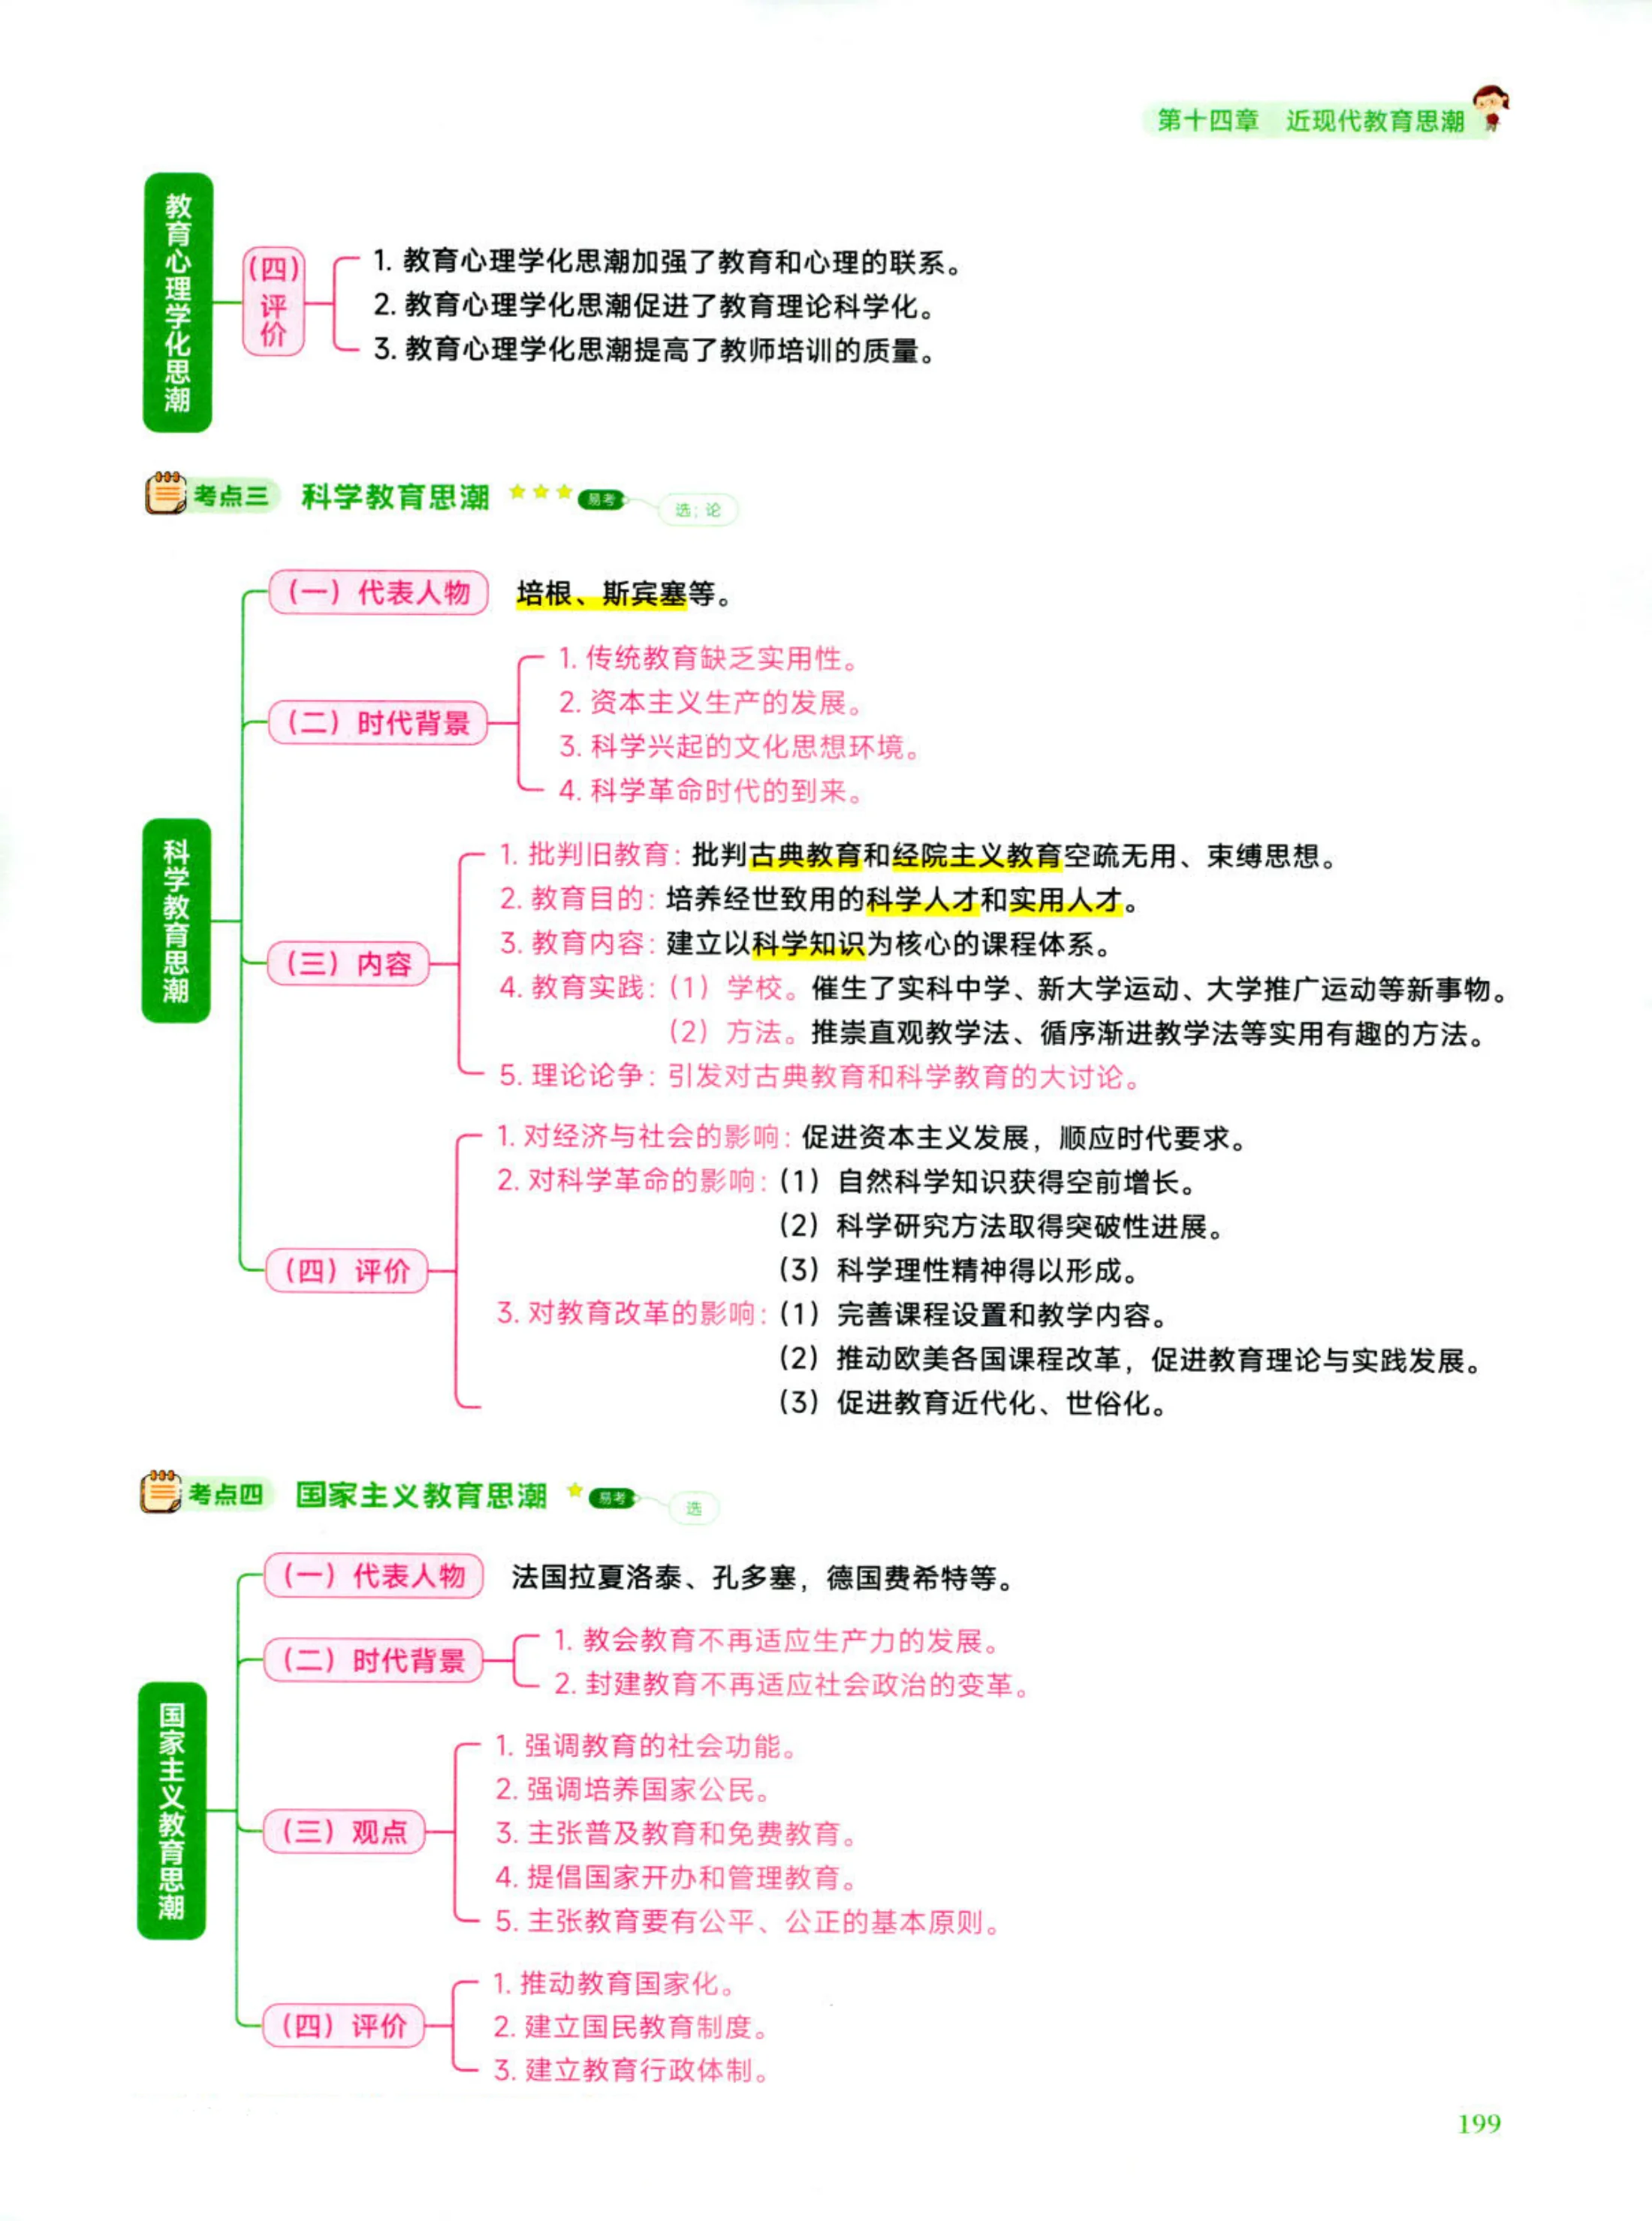 第十四章 近现代教育思潮
教育心理学化思潮
（四）评价
1. 教育心理学化思潮加强了教育和心理的联系。
2. 教育心理学化思潮促进了教育理论科学化。
3. 教育心理学化思潮提高了教师培训的质量。
考点三 科学教育思潮 易考 选；论
科学教育思潮
（一）代表人物 培根、斯宾塞等。
（二）时代背景
1. 传统教育缺乏实用性。
2. 资本主义生产的发展。
3. 科学兴起的文化思想环境。
4. 科学革命时代的到来。
（三）内容
1. 批判旧教育：批判古典教育和经院主义教育空疏无用、束缚思想。
2. 教育目的：培养经世致用的科学人才和实用人才。
3. 教育内容：建立以科学知识为核心的课程体系。
4. 教育实践：（1）学校。催生了实科中学、新大学运动、大学推广运动等新事物。
（2）方法。推崇直观教学法、循序渐进教学法等实用有趣的方法。
5. 理论论争：引发对古典教育和科学教育的大讨论。
（四）评价
1. 对经济与社会的影响：促进资本主义发展，顺应时代要求。
2. 对科学革命的影响：（1）自然科学知识获得空前增长。
（2）科学研究方法取得突破性进展。
（3）科学理性精神得以形成。
3. 对教育改革的影响：（1）完善课程设置和教学内容。
（2）推动欧美各国课程改革，促进教育理论与实践发展。
（3）促进教育近代化、世俗化。
考点四 国家主义教育思潮 易考 选
国家主义教育思潮
（一）代表人物 法国拉夏洛泰、孔多塞，德国费希特等。
（二）时代背景
1. 教会教育不再适应生产力的发展。
2. 封建教育不再适应社会政治的变革。
（三）观点
1. 强调教育的社会功能。
2. 强调培养国家公民。
3. 主张普及教育和免费教育。
4. 提倡国家开办和管理教育。
5. 主张教育要有公平、公正的基本原则。
（四）评价
1. 推动教育国家化。
2. 建立国民教育制度。
3. 建立教育行政体制。
199